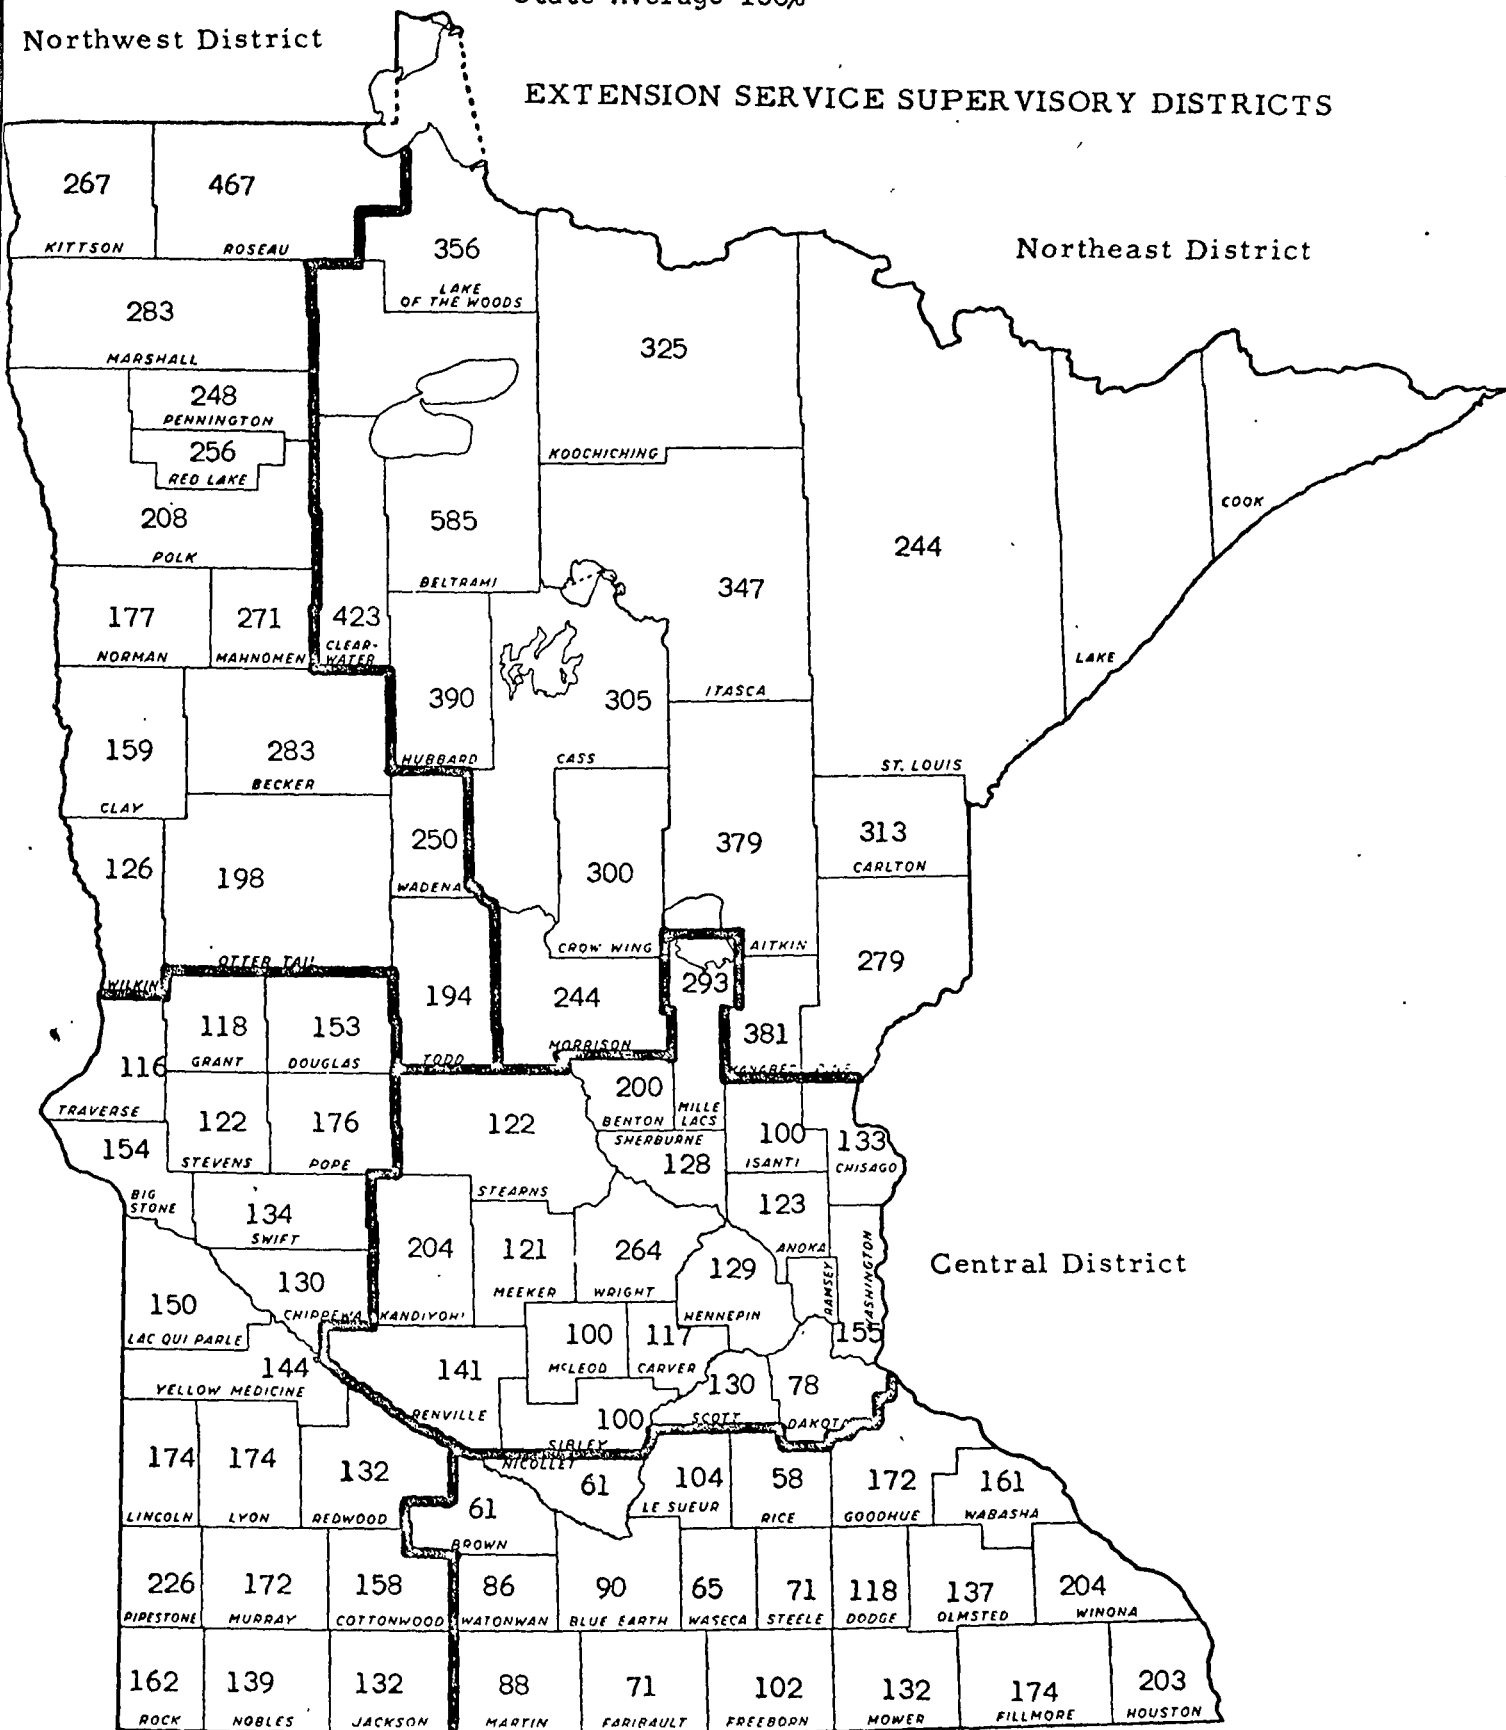 State Average 100%
Northwest District
EXTENSION SERVICE SUPERVISORY DISTRICTS
267
KITTSON
467
ROSEAU
356
LAKE
OF THE WOODS
Northeast District
283
MARSHALL
325
KOOCHICHING
248
PENNINGTON
256
RED LAKE
208
POLK
585
BELTRAMI
244
ST. LOUIS
COOK
LAKE
347
ITASCA
177
NORMAN
271
MAHNOMEN
423
CLEAR-
WATER
390
HUBBARD
305
CASS
159
CLAY
283
BECKER
250
WADENA
300
CROW WING
379
AITKIN
313
CARLTON
126
WILKIN
198
OTTER TAIL
194
TODD
244
MORRISON
293
MILLE
LACS
381
KANABEC
279
PINE
118
GRANT
153
DOUGLAS
116
TRAVERSE
122
STEVENS
176
POPE
122
STEARNS
200
BENTON
SHERBURNE
128
100
ISANTI
133
CHISAGO
154
BIG
STONE
134
SWIFT
204
KANDIYOHI
121
MEEKER
264
WRIGHT
129
HENNEPIN
123
ANOKA
RAMSEY
WASHINGTON
155
Central District
130
CHIPPEWA
150
LAC QUI PARLE
144
YELLOW MEDICINE
141
RENVILLE
100
McLEOD
117
CARVER
130
SCOTT
78
DAKOTA
100
SIBLEY
NICOLLET
61
174
LINCOLN
174
LYON
132
REDWOOD
61
BROWN
104
LE SUEUR
58
RICE
172
GOODHUE
161
WABASHA
226
PIPESTONE
172
MURRAY
158
COTTONWOOD
86
WATONWAN
90
BLUE EARTH
65
WASECA
71
STEELE
118
DODGE
137
OLMSTED
204
WINONA
162
ROCK
139
NOBLES
132
JACKSON
88
MARTIN
71
FARIBAULT
102
FREEBORN
132
MOWER
174
FILLMORE
203
HOUSTON